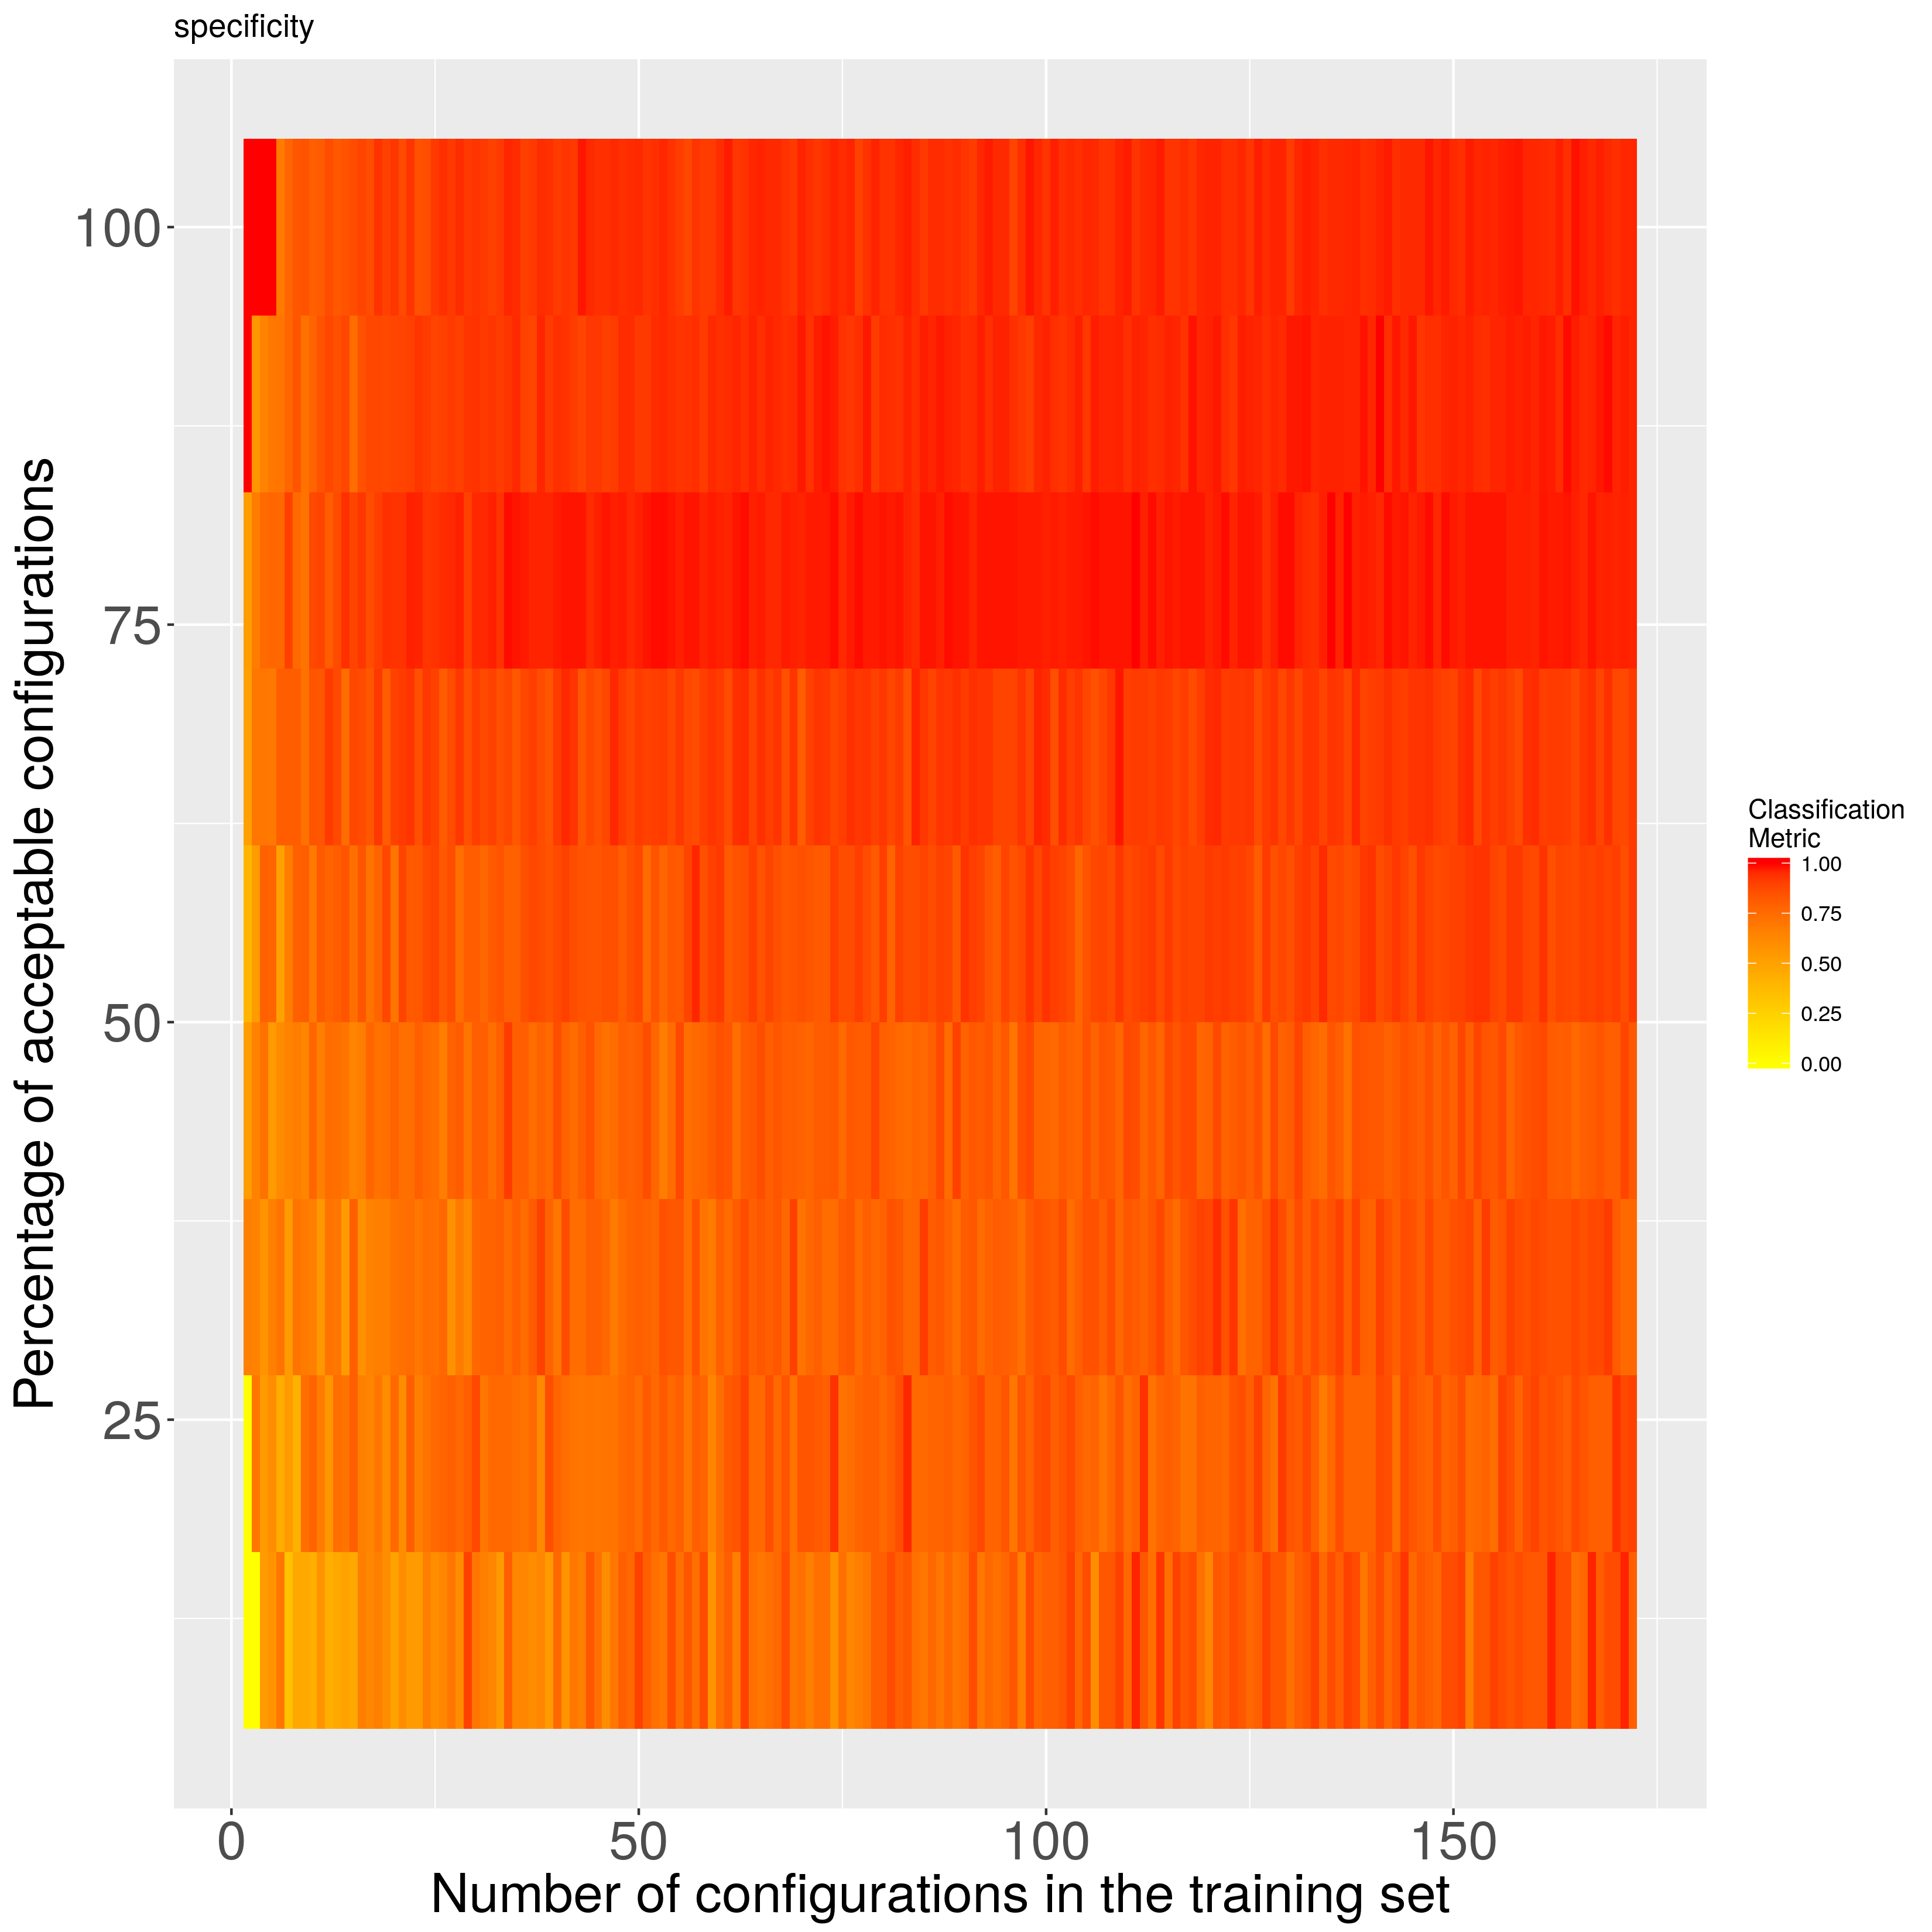 specificity
Percentage of acceptable configurations
100
75
50
25
0
50
100
150
Number of configurations in the training set
Classification
Metric
1.00
0.75
0.50
0.25
0.00